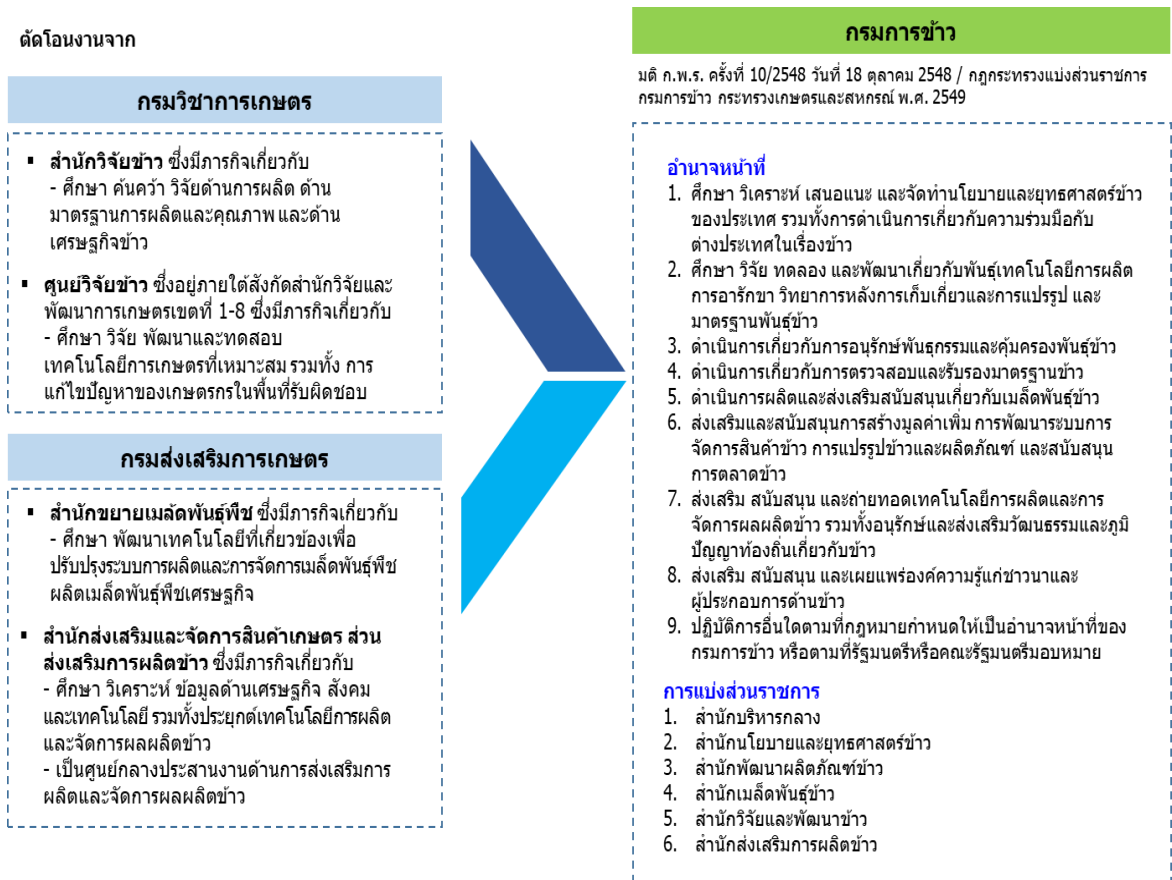 ตัดโอนงานจาก
กรมวิชาการเกษตร
▪ สำนักวิจัยข้าว ซึ่งมีภารกิจเกี่ยวกับ
- ศึกษา ค้นคว้า วิจัยด้านการผลิต ด้าน
มาตรฐานการผลิตและคุณภาพ และด้าน
เศรษฐกิจข้าว
▪ ศูนย์วิจัยข้าว ซึ่งอยู่ภายใต้สังกัดสำนักวิจัยและ
พัฒนาการเกษตรเขตที่ 1-8 ซึ่งมีภารกิจเกี่ยวกับ
- ศึกษา วิจัย พัฒนาและทดสอบ
เทคโนโลยีการเกษตรที่เหมาะสม รวมทั้ง การ
แก้ไขปัญหาของเกษตรกรในพื้นที่รับผิดชอบ
กรมส่งเสริมการเกษตร
▪ สำนักขยายเมล็ดพันธุ์พืช ซึ่งมีภารกิจเกี่ยวกับ
- ศึกษา พัฒนาเทคโนโลยีที่เกี่ยวข้องเพื่อ
ปรับปรุงระบบการผลิตและการจัดการเมล็ดพันธุ์พืช
ผลิตเมล็ดพันธุ์พืชเศรษฐกิจ
▪ สำนักส่งเสริมและจัดการสินค้าเกษตร ส่วน
ส่งเสริมการผลิตข้าว ซึ่งมีภารกิจเกี่ยวกับ
- ศึกษา วิเคราะห์ ข้อมูลด้านเศรษฐกิจ สังคม
และเทคโนโลยี รวมทั้งประยุกต์เทคโนโลยีการผลิต
และจัดการผลผลิตข้าว
- เป็นศูนย์กลางประสานงานด้านการส่งเสริมการ
ผลิตและจัดการผลผลิตข้าว
กรมการข้าว
มติ ก.พ.ร. ครั้งที่ 10/2548 วันที่ 18 ตุลาคม 2548 / กฎกระทรวงแบ่งส่วนราชการ
กรมการข้าว กระทรวงเกษตรและสหกรณ์ พ.ศ. 2549
อำนาจหน้าที่
1. ศึกษา วิเคราะห์ เสนอแนะ และจัดทำนโยบายและยุทธศาสตร์ข้าว
ของประเทศ รวมทั้งการดำเนินการเกี่ยวกับความร่วมมือกับ
ต่างประเทศในเรื่องข้าว
2. ศึกษา วิจัย ทดลอง และพัฒนาเกี่ยวกับพันธุ์เทคโนโลยีการผลิต
การอารักขา วิทยาการหลังการเก็บเกี่ยวและการแปรรูป และ
มาตรฐานพันธุ์ข้าว
3. ดำเนินการเกี่ยวกับการอนุรักษ์พันธุกรรมและคุ้มครองพันธุ์ข้าว
4. ดำเนินการเกี่ยวกับการตรวจสอบและรับรองมาตรฐานข้าว
5. ดำเนินการผลิตและส่งเสริมสนับสนุนเกี่ยวกับเมล็ดพันธุ์ข้าว
6. ส่งเสริมและสนับสนุนการสร้างมูลค่าเพิ่ม การพัฒนาระบบการ
จัดการสินค้าข้าว การแปรรูปข้าวและผลิตภัณฑ์ และสนับสนุน
การตลาดข้าว
7. ส่งเสริม สนับสนุน และถ่ายทอดเทคโนโลยีการผลิตและการ
จัดการผลผลิตข้าว รวมทั้งอนุรักษ์และส่งเสริมวัฒนธรรมและภูมิ
ปัญญาท้องถิ่นเกี่ยวกับข้าว
8. ส่งเสริม สนับสนุน และเผยแพร่องค์ความรู้แก่ชาวนาและ
ผู้ประกอบการด้านข้าว
9. ปฏิบัติการอื่นใดตามที่กฎหมายกำหนดให้เป็นอำนาจหน้าที่ของ
กรมการข้าว หรือตามที่รัฐมนตรีหรือคณะรัฐมนตรีมอบหมาย
การแบ่งส่วนราชการ
1. สำนักบริหารกลาง
2. สำนักนโยบายและยุทธศาสตร์ข้าว
3. สำนักพัฒนาผลิตภัณฑ์ข้าว
4. สำนักเมล็ดพันธุ์ข้าว
5. สำนักวิจัยและพัฒนาข้าว
6. สำนักส่งเสริมการผลิตข้าว